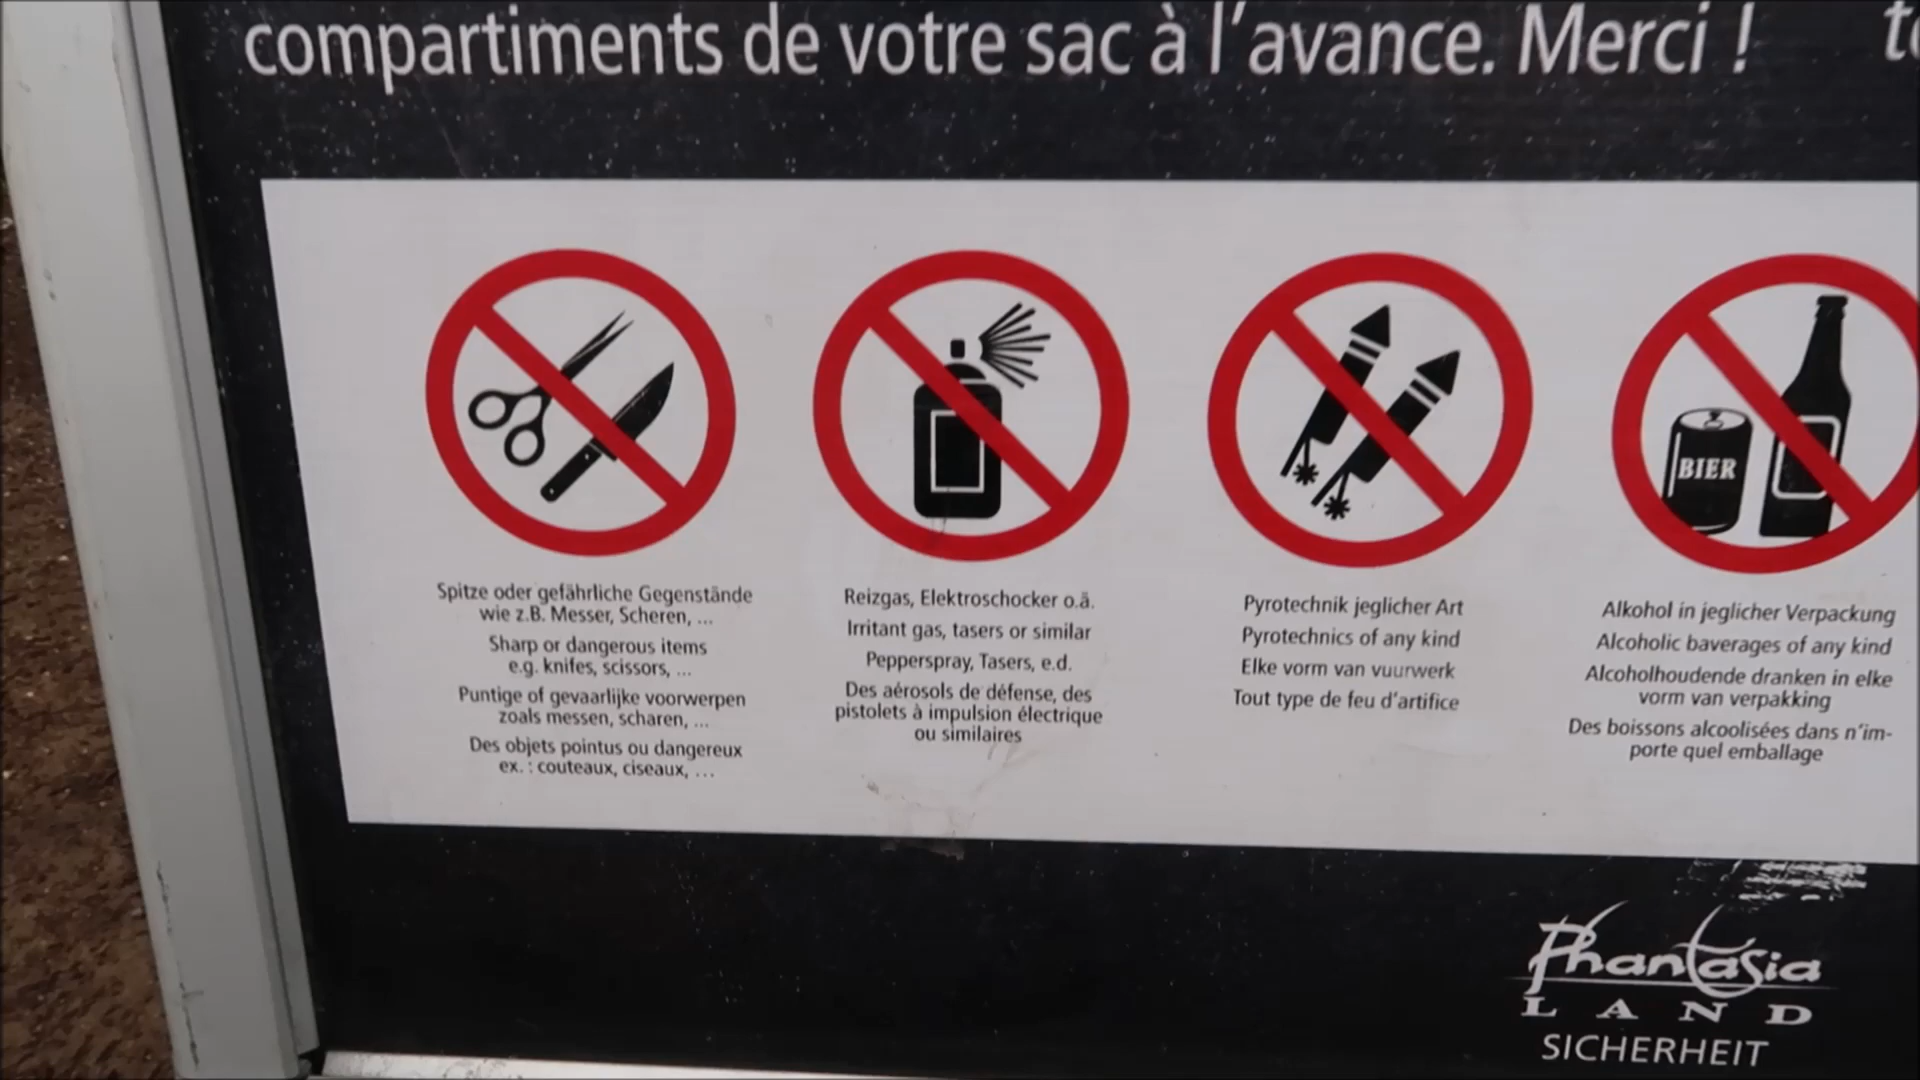 compartiments de votre sac à l'avance. Merci !
BIER
Spitze oder gefährliche Gegenstände
wie z.B. Messer, Scheren, ...
Sharp or dangerous items
e.g. knifes, scissors, ...
Puntige of gevaarlijke voorwerpen
zoals messen, scharen, ...
Des objets pointus ou dangereux
ex. : couteaux, ciseaux, ...
Reizgas, Elektroschocker o.ä.
Irritant gas, tasers or similar
Pepperspray, Tasers, e.d.
Des aérosols de défense, des
pistolets à impulsion électrique
ou similaires
Pyrotechnik jeglicher Art
Pyrotechnics of any kind
Elke vorm van vuurwerk
Tout type de feu d'artifice
Alkohol in jeglicher Verpackung
Alcoholic baverages of any kind
Alcoholhoudende dranken in elke
vorm van verpakking
Des boissons alcoolisées dans n'im-
porte quel emballage
Phantasia
LAND
SICHERHEIT